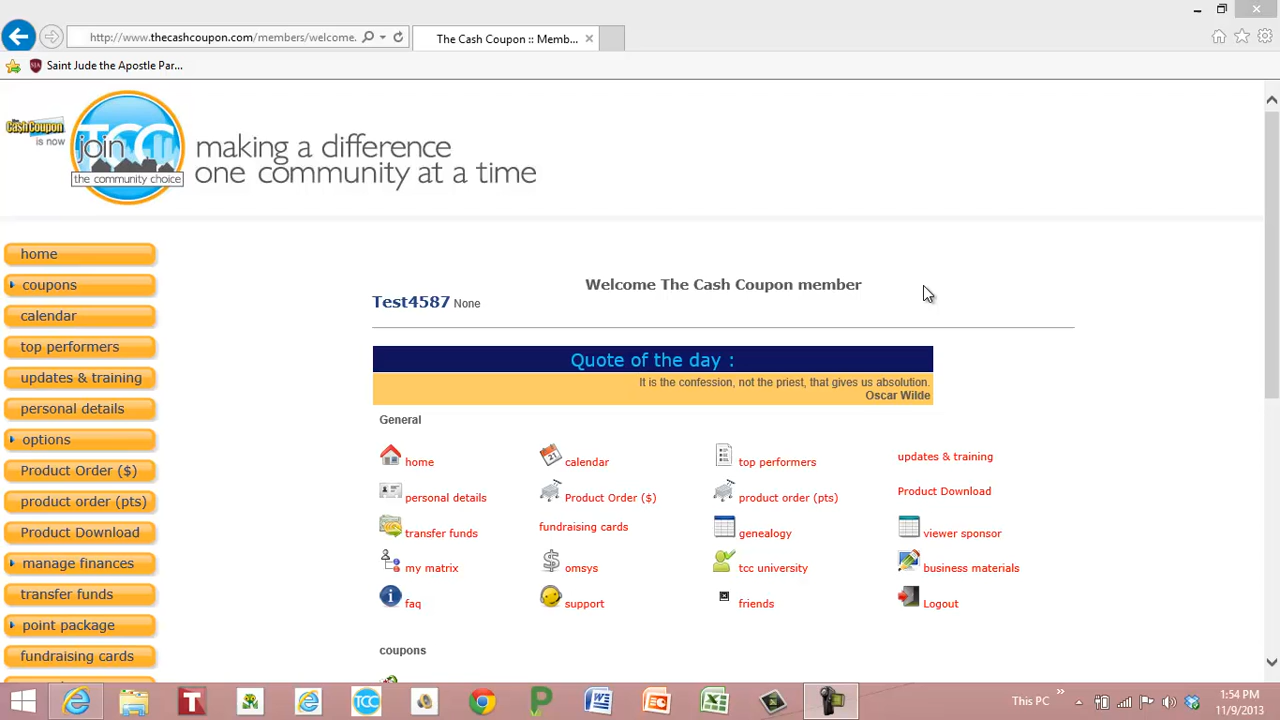 http://www.thecashcoupon.com/members/welcome.
The Cash Coupon :: Memb...
Saint Jude the Apostle Par...
the CashCoupon
is now
TCC
join
the community choice
making a difference
one community at a time
home
coupons
calendar
top performers
updates & training
personal details
options
Product Order ($)
product order (pts)
Product Download
manage finances
transfer funds
point package
fundraising cards
Welcome The Cash Coupon member
Test4587 None
Quote of the day :
It is the confession, not the priest, that gives us absolution.
Oscar Wilde
General
home calendar top performers updates & training
personal details Product Order ($) product order (pts) Product Download
transfer funds fundraising cards genealogy viewer sponsor
my matrix omsys tcc university business materials
faq support friends Logout
coupons
This PC
1:54 PM
11/9/2013